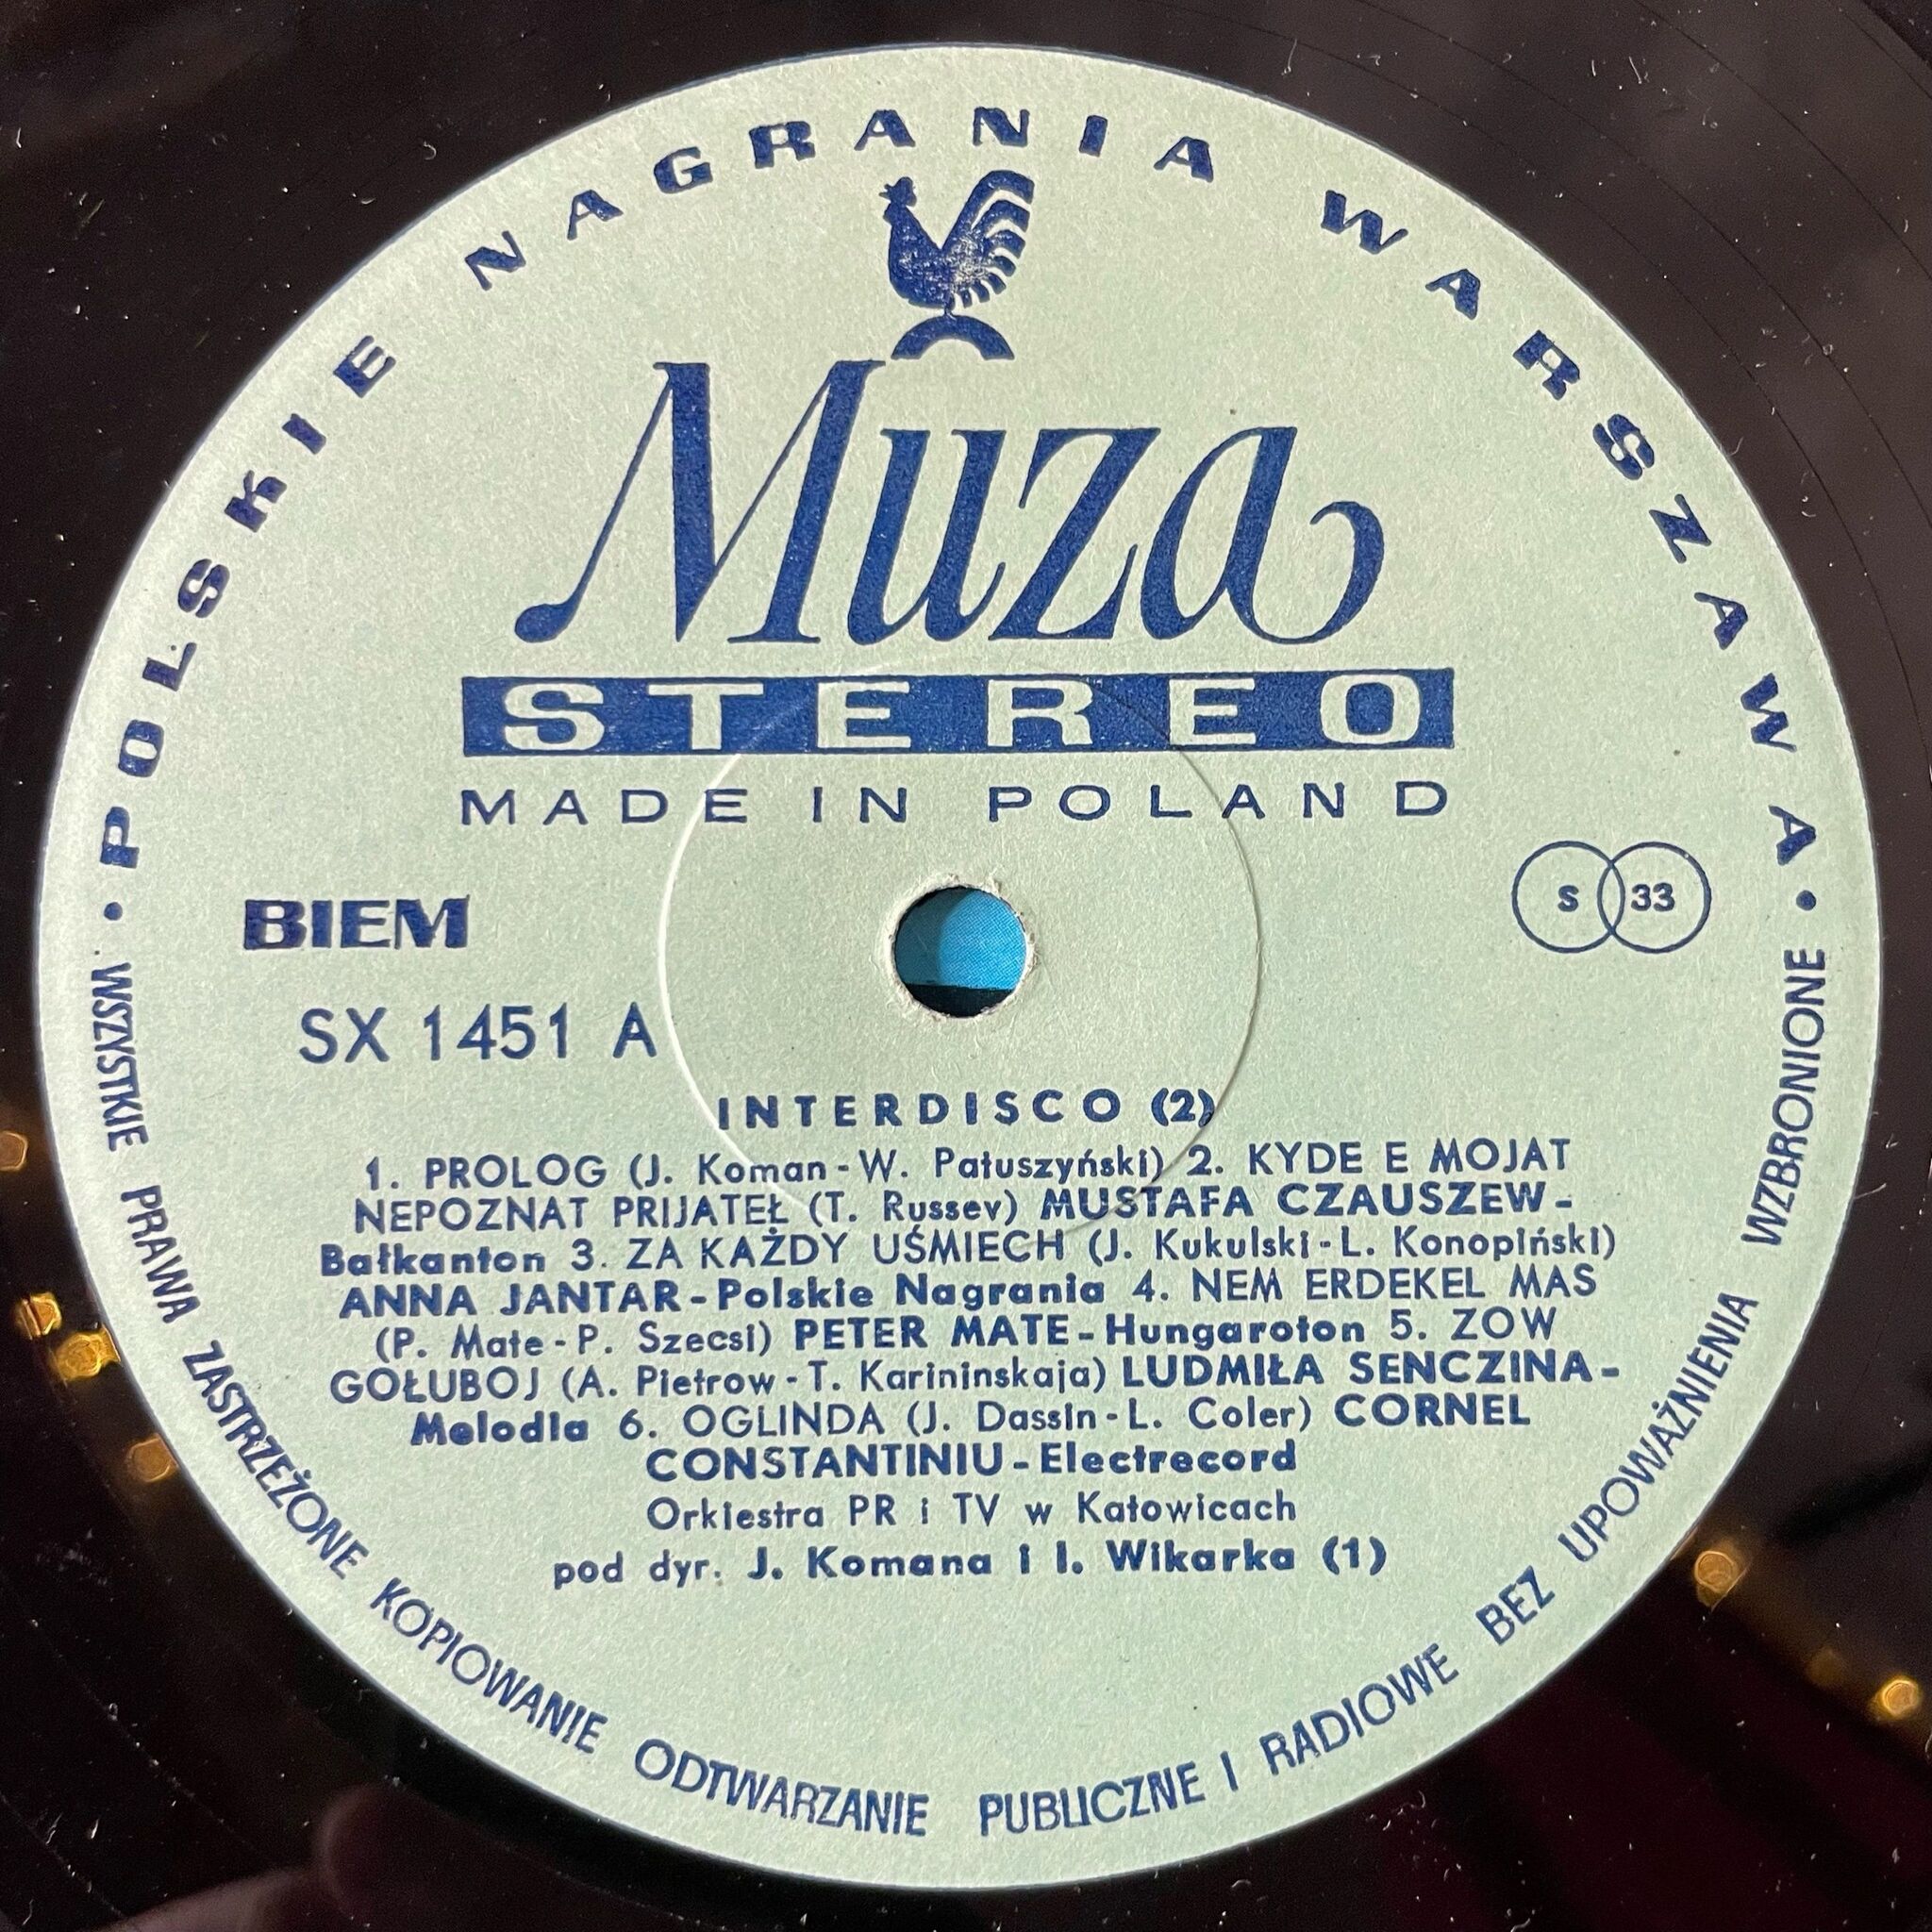 • POLSKIE NAGRANIA WARSZAWA •
Muza
STEREO
MADE IN POLAND
BIEM
S 33
SX 1451 A
INTERDISCO (2)
1. PROLOG (J. Koman-W. Patuszyński) 2. KYDE E MOJAT
NEPOZNAT PRIJATEŁ (T. Russev) MUSTAFA CZAUSZEW-
Bałkanton 3. ZA KAŻDY UŚMIECH (J. Kukulski-L. Konopiński)
ANNA JANTAR-Polskie Nagrania 4. NEM ERDEKEL MAS
(P. Mate-P. Szecsi) PETER MATE-Hungaroton 5. ZOW
GOŁUBOJ (A. Pietrow-T. Karininskaja) LUDMIŁA SENCZINA-
Melodia 6. OGLINDA (J. Dassin-L. Coler) CORNEL
CONSTANTINIU-Electrecord
Orkiestra PR i TV w Katowicach
pod dyr. J. Komana i I. Wikarka (1)
WSZYSTKIE PRAWA ZASTRZEŻONE KOPIOWANIE ODTWARZANIE PUBLICZNE I RADIOWE BEZ UPOWAŻNIENIA WZBRONIONE